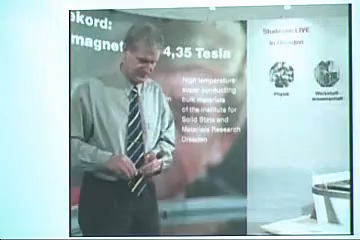 ekord:
magnet 4,35 Tesla
High temperature
super conducting
bulk materials
of the institute for
Solid State and
Materials Research
Dresden
LIVE
in Dresden
Physik
Werkstoff-
wissenschaft